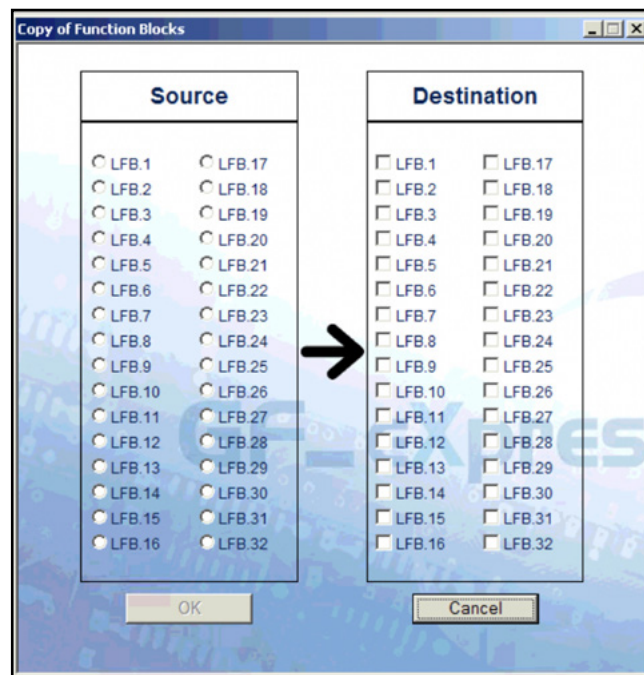 Copy of Function Blocks
Source
LFB.1 LFB.17
LFB.2 LFB.18
LFB.3 LFB.19
LFB.4 LFB.20
LFB.5 LFB.21
LFB.6 LFB.22
LFB.7 LFB.23
LFB.8 LFB.24
LFB.9 LFB.25
LFB.10 LFB.26
LFB.11 LFB.27
LFB.12 LFB.28
LFB.13 LFB.29
LFB.14 LFB.30
LFB.15 LFB.31
LFB.16 LFB.32
Destination
LFB.1 LFB.17
LFB.2 LFB.18
LFB.3 LFB.19
LFB.4 LFB.20
LFB.5 LFB.21
LFB.6 LFB.22
LFB.7 LFB.23
LFB.8 LFB.24
LFB.9 LFB.25
LFB.10 LFB.26
LFB.11 LFB.27
LFB.12 LFB.28
LFB.13 LFB.29
LFB.14 LFB.30
LFB.15 LFB.31
LFB.16 LFB.32
GF_eXpres
OK
Cancel